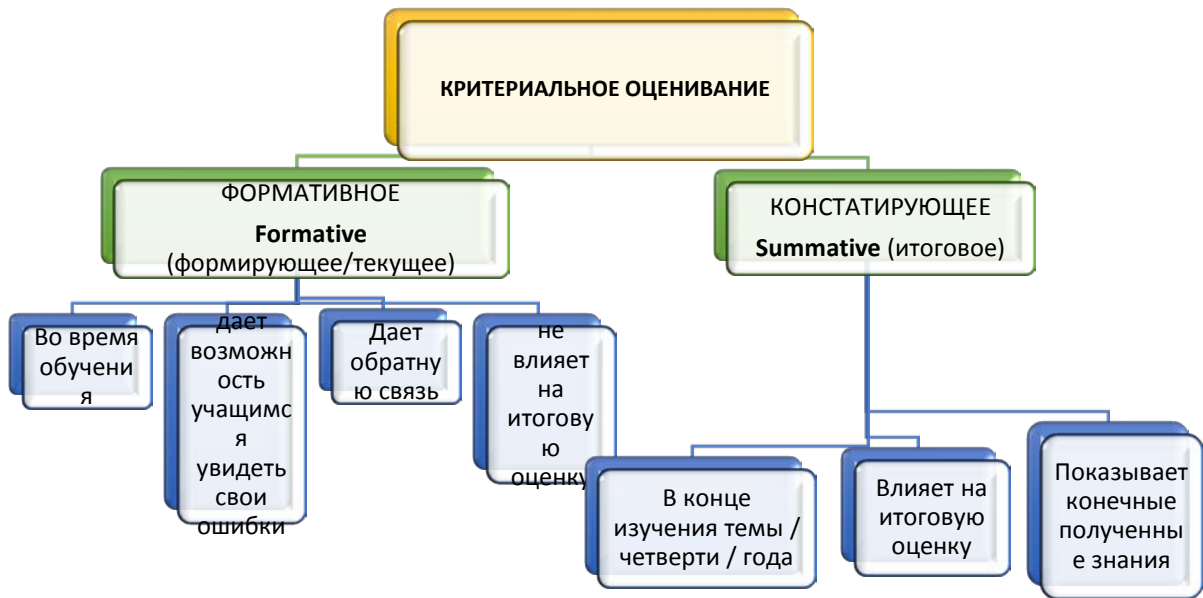 КРИТЕРИАЛЬНОЕ ОЦЕНИВАНИЕ
ФОРМАТИВНОЕ
Formative
(формирующее/текущее)
КОНСТАТИРУЮЩЕЕ
Summative (итоговое)
Во время
обучени
я
дает
возможн
ость
учащимс
я
увидеть
свои
ошибки
Дает
обратну
ю связь
не
влияет
на
итогову
ю
оценку
В конце
изучения темы /
четверти / года
Влияет на
итоговую
оценку
Показывает
конечные
полученны
е знания